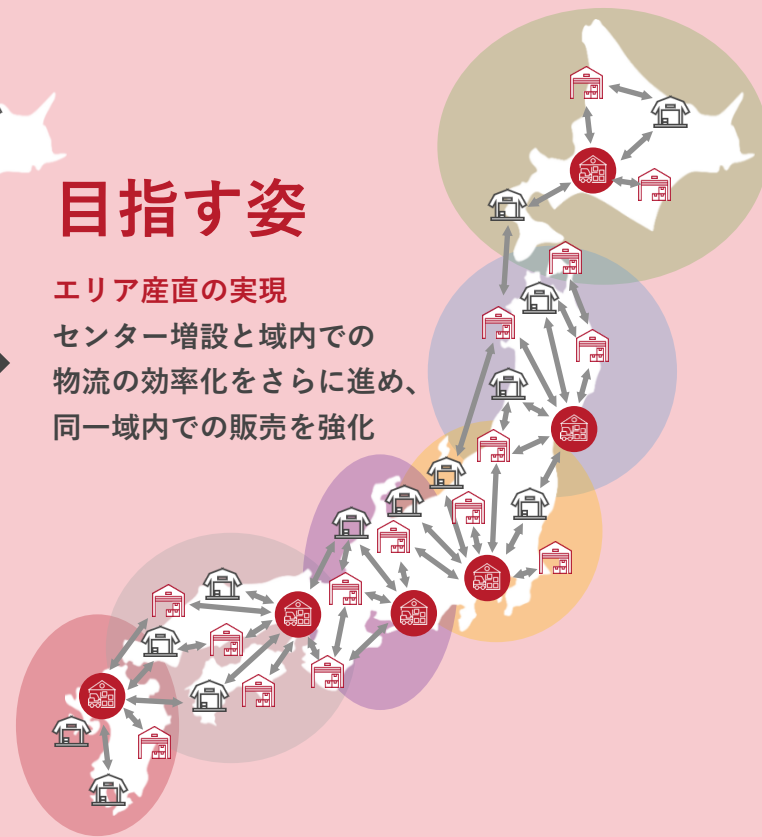 目指す姿
エリア産直の実現
センター増設と域内での
物流の効率化をさらに進め、
同一域内での販売を強化